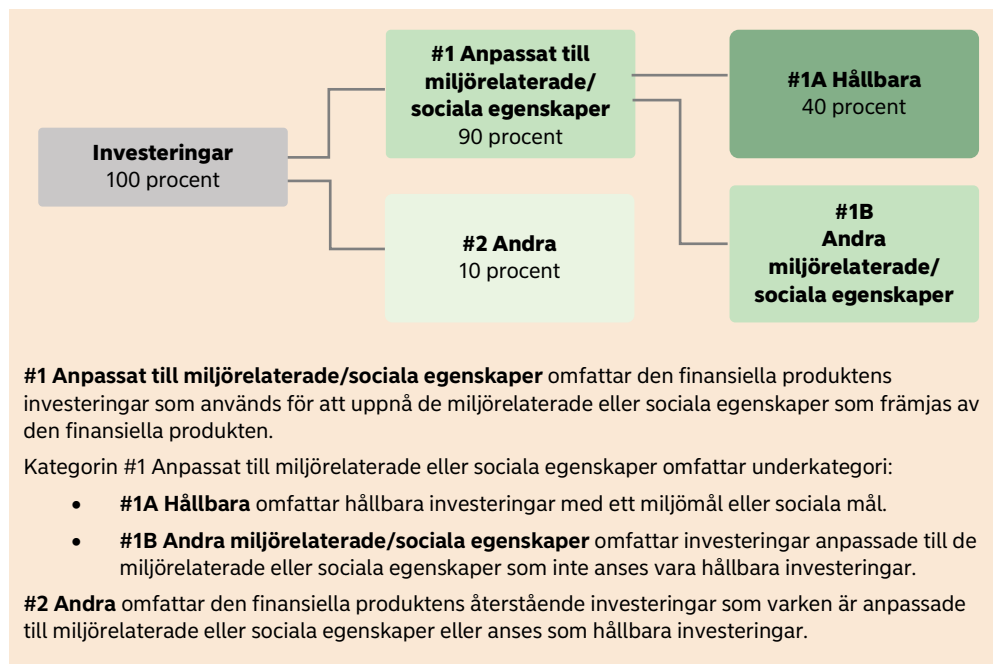 Investeringar
100 procent
#1 Anpassat till
miljörelaterade/
sociala egenskaper
90 procent
#2 Andra
10 procent
#1A Hållbara
40 procent
#1B
Andra
miljörelaterade/
sociala egenskaper
#1 Anpassat till miljörelaterade/sociala egenskaper omfattar den finansiella produktens
investeringar som används för att uppnå de miljörelaterade eller sociala egenskaper som främjas av
den finansiella produkten.
Kategorin #1 Anpassat till miljörelaterade eller sociala egenskaper omfattar underkategori:
• #1A Hållbara omfattar hållbara investeringar med ett miljömål eller sociala mål.
• #1B Andra miljörelaterade/sociala egenskaper omfattar investeringar anpassade till de
miljörelaterade eller sociala egenskaper som inte anses vara hållbara investeringar.
#2 Andra omfattar den finansiella produktens återstående investeringar som varken är anpassade
till miljörelaterade eller sociala egenskaper eller anses som hållbara investeringar.